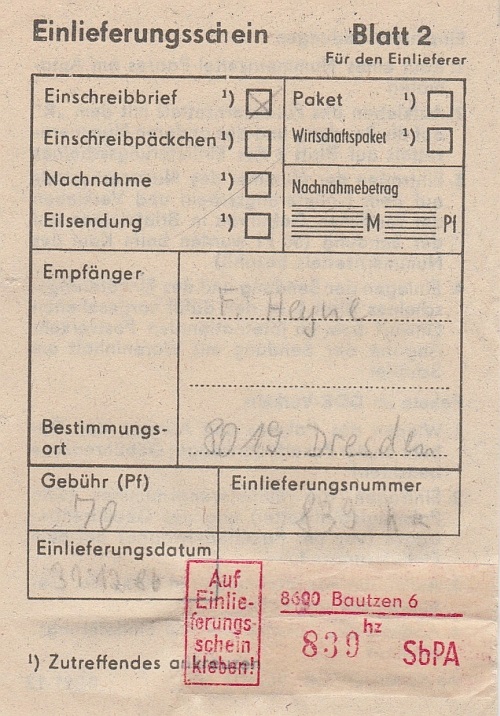 Einlieferungsschein Blatt 2
Für den Einlieferer
Einschreibbrief ¹) Paket ¹)
Einschreibpäckchen ¹) Wirtschaftspaket ¹)
Nachnahme ¹) Nachnahmebetrag
Eilsendung ¹) M Pf
Empfänger F. Heyne
Bestimmungs-
ort 8019 Dresden
Gebühr (Pf) Einlieferungsnummer
70 839
Einlieferungsdatum
Auf
Einlie-
ferungs-
schein
kleben!
8600 Bautzen 6
hz
839 SbPA
¹) Zutreffendes ankreuzen